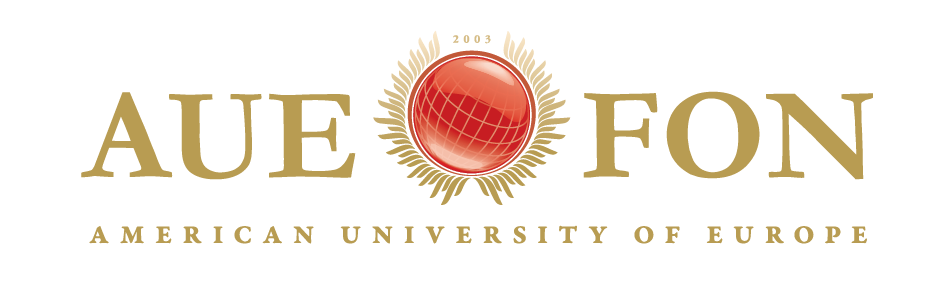 2003
AUE FON
AMERICAN UNIVERSITY OF EUROPE